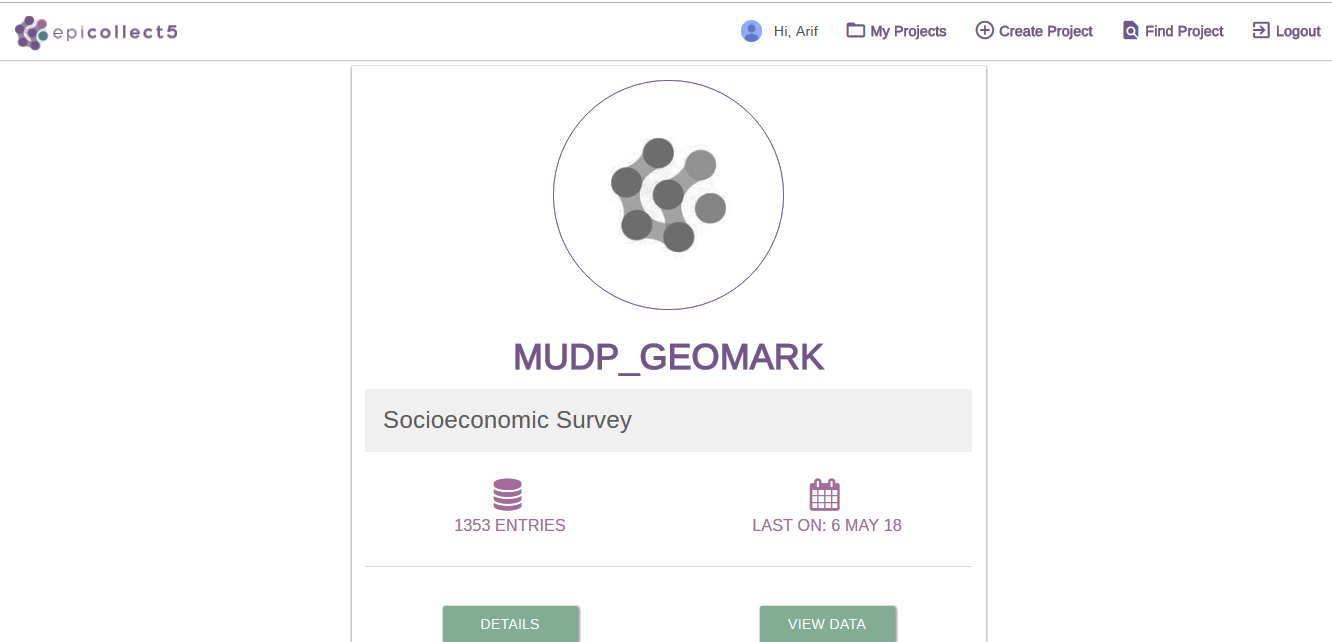 epicollect5
Hi, Arif
My Projects
Create Project
Find Project
Logout
MUDP_GEOMARK
Socioeconomic Survey
1353 ENTRIES
LAST ON: 6 MAY 18
DETAILS
VIEW DATA